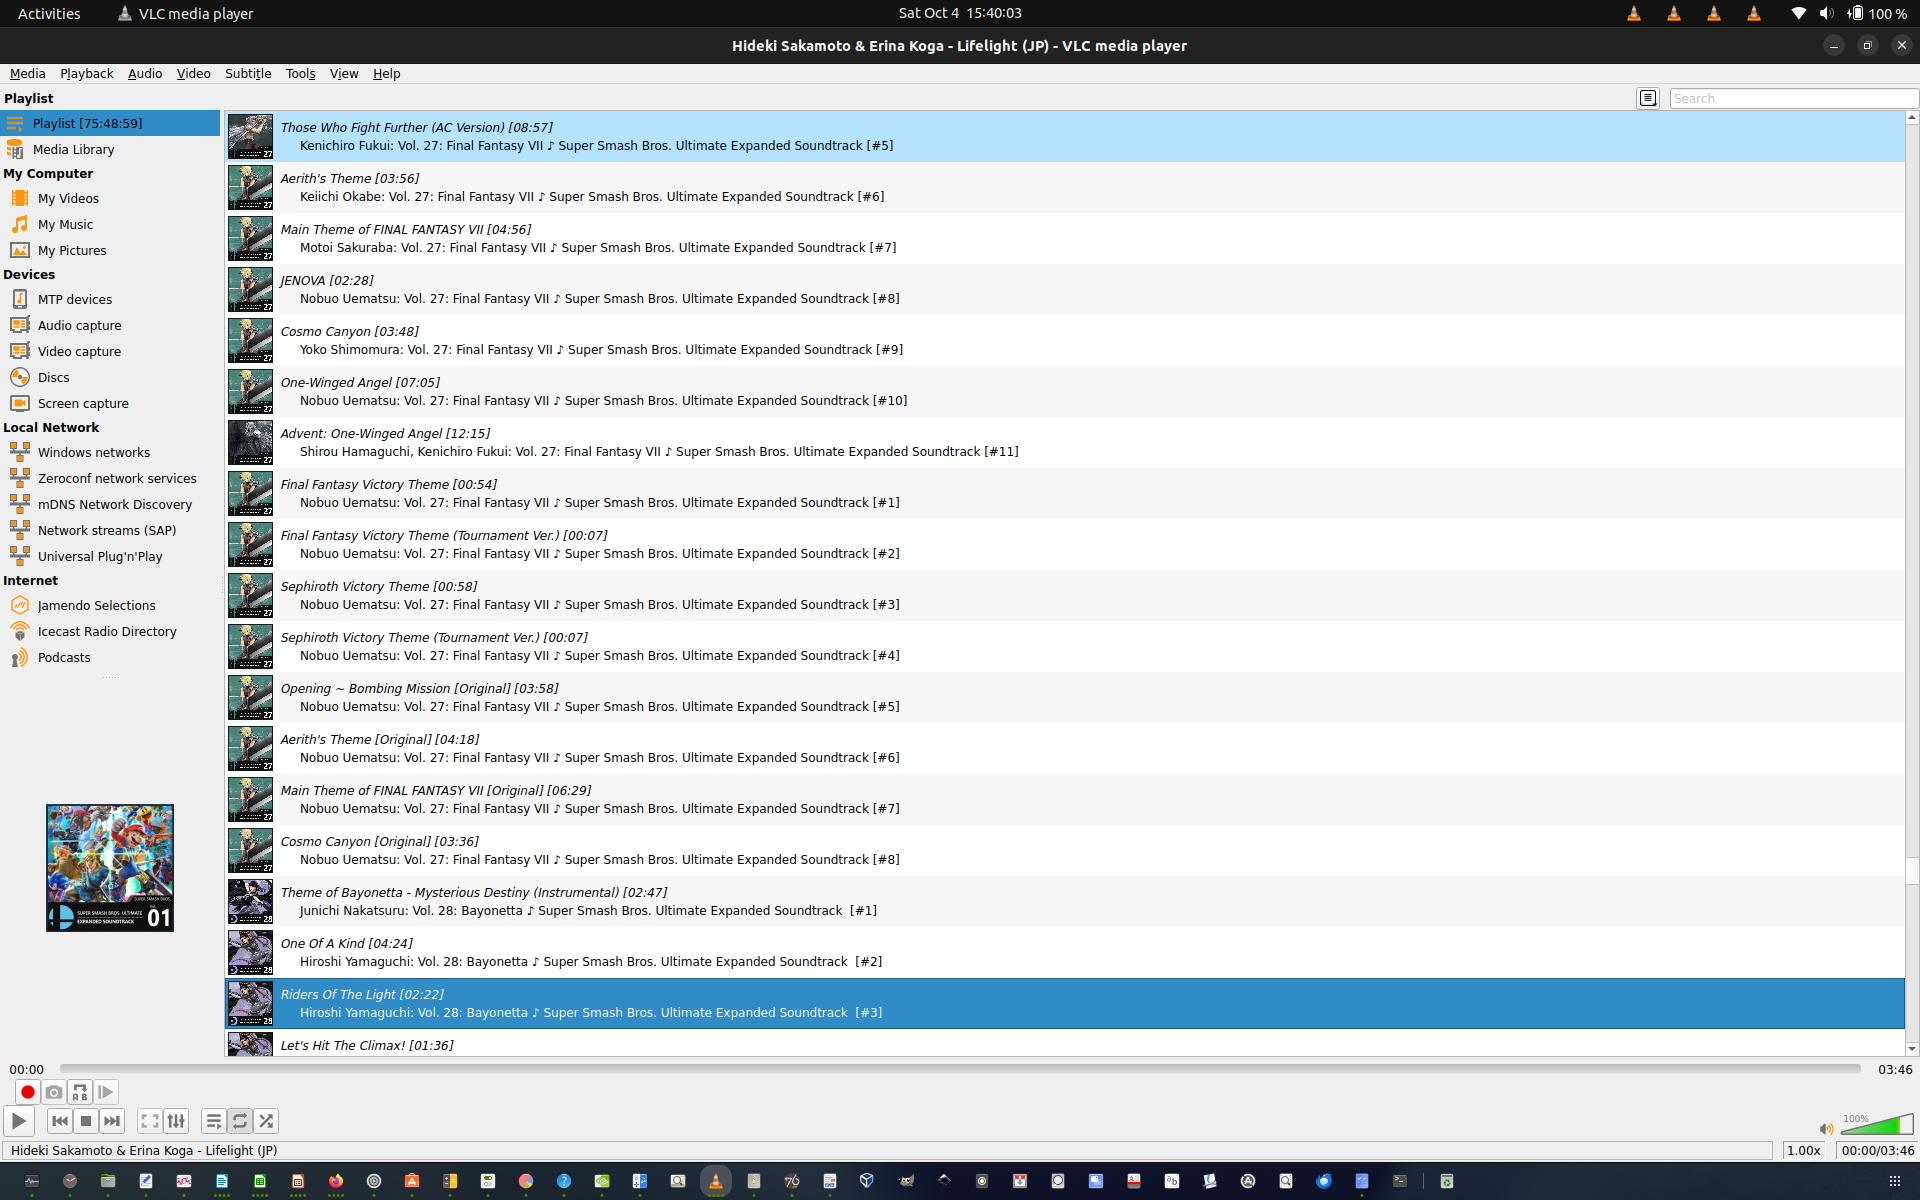 Activities
VLC media player
Sat Oct 4 15:40:03
100 %
Hideki Sakamoto & Erina Koga - Lifelight (JP) - VLC media player
Media Playback Audio Video Subtitle Tools View Help
Playlist
Search
Playlist [75:48:59]
Media Library
My Computer
My Videos
My Music
My Pictures
Devices
MTP devices
Audio capture
Video capture
Discs
Screen capture
Local Network
Windows networks
Zeroconf network services
mDNS Network Discovery
Network streams (SAP)
Universal Plug'n'Play
Internet
Jamendo Selections
Icecast Radio Directory
Podcasts
SUPER SMASH BROS. ULTIMATE
EXPANDED SOUNDTRACK
01
Those Who Fight Further (AC Version) [08:57]
Kenichiro Fukui: Vol. 27: Final Fantasy VII ♪ Super Smash Bros. Ultimate Expanded Soundtrack [#5]
Aerith's Theme [03:56]
Keiichi Okabe: Vol. 27: Final Fantasy VII ♪ Super Smash Bros. Ultimate Expanded Soundtrack [#6]
Main Theme of FINAL FANTASY VII [04:56]
Motoi Sakuraba: Vol. 27: Final Fantasy VII ♪ Super Smash Bros. Ultimate Expanded Soundtrack [#7]
JENOVA [02:28]
Nobuo Uematsu: Vol. 27: Final Fantasy VII ♪ Super Smash Bros. Ultimate Expanded Soundtrack [#8]
Cosmo Canyon [03:48]
Yoko Shimomura: Vol. 27: Final Fantasy VII ♪ Super Smash Bros. Ultimate Expanded Soundtrack [#9]
One-Winged Angel [07:05]
Nobuo Uematsu: Vol. 27: Final Fantasy VII ♪ Super Smash Bros. Ultimate Expanded Soundtrack [#10]
Advent: One-Winged Angel [12:15]
Shirou Hamaguchi, Kenichiro Fukui: Vol. 27: Final Fantasy VII ♪ Super Smash Bros. Ultimate Expanded Soundtrack [#11]
Final Fantasy Victory Theme [00:54]
Nobuo Uematsu: Vol. 27: Final Fantasy VII ♪ Super Smash Bros. Ultimate Expanded Soundtrack [#1]
Final Fantasy Victory Theme (Tournament Ver.) [00:07]
Nobuo Uematsu: Vol. 27: Final Fantasy VII ♪ Super Smash Bros. Ultimate Expanded Soundtrack [#2]
Sephiroth Victory Theme [00:58]
Nobuo Uematsu: Vol. 27: Final Fantasy VII ♪ Super Smash Bros. Ultimate Expanded Soundtrack [#3]
Sephiroth Victory Theme (Tournament Ver.) [00:07]
Nobuo Uematsu: Vol. 27: Final Fantasy VII ♪ Super Smash Bros. Ultimate Expanded Soundtrack [#4]
Opening ~ Bombing Mission [Original] [03:58]
Nobuo Uematsu: Vol. 27: Final Fantasy VII ♪ Super Smash Bros. Ultimate Expanded Soundtrack [#5]
Aerith's Theme [Original] [04:18]
Nobuo Uematsu: Vol. 27: Final Fantasy VII ♪ Super Smash Bros. Ultimate Expanded Soundtrack [#6]
Main Theme of FINAL FANTASY VII [Original] [06:29]
Nobuo Uematsu: Vol. 27: Final Fantasy VII ♪ Super Smash Bros. Ultimate Expanded Soundtrack [#7]
Cosmo Canyon [Original] [03:36]
Nobuo Uematsu: Vol. 27: Final Fantasy VII ♪ Super Smash Bros. Ultimate Expanded Soundtrack [#8]
Theme of Bayonetta - Mysterious Destiny (Instrumental) [02:47]
Junichi Nakatsuru: Vol. 28: Bayonetta ♪ Super Smash Bros. Ultimate Expanded Soundtrack [#1]
One Of A Kind [04:24]
Hiroshi Yamaguchi: Vol. 28: Bayonetta ♪ Super Smash Bros. Ultimate Expanded Soundtrack [#2]
Riders Of The Light [02:22]
Hiroshi Yamaguchi: Vol. 28: Bayonetta ♪ Super Smash Bros. Ultimate Expanded Soundtrack [#3]
Let's Hit The Climax! [01:36]
00:00
03:46
100%
Hideki Sakamoto & Erina Koga - Lifelight (JP)
1.00x
00:00/03:46